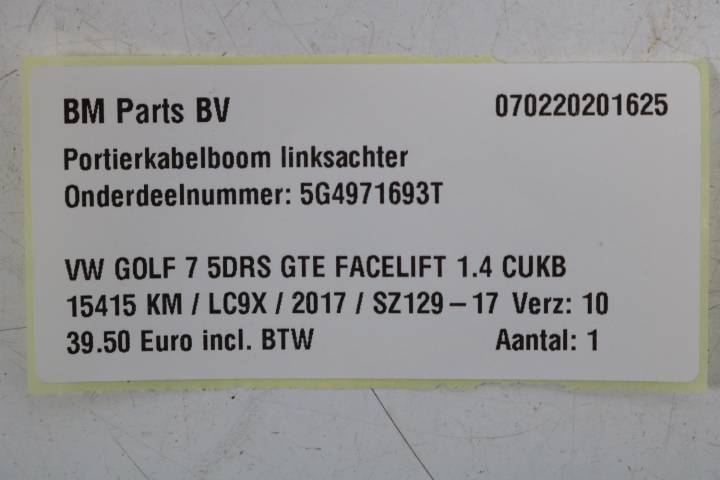 BM Parts BV 070220201625
Portierkabelboom linksachter
Onderdeelnummer: 5G4971693T
VW GOLF 7 5DRS GTE FACELIFT 1.4 CUKB
15415 KM / LC9X / 2017 / SZ129-17 Verz: 10
39.50 Euro incl. BTW Aantal: 1